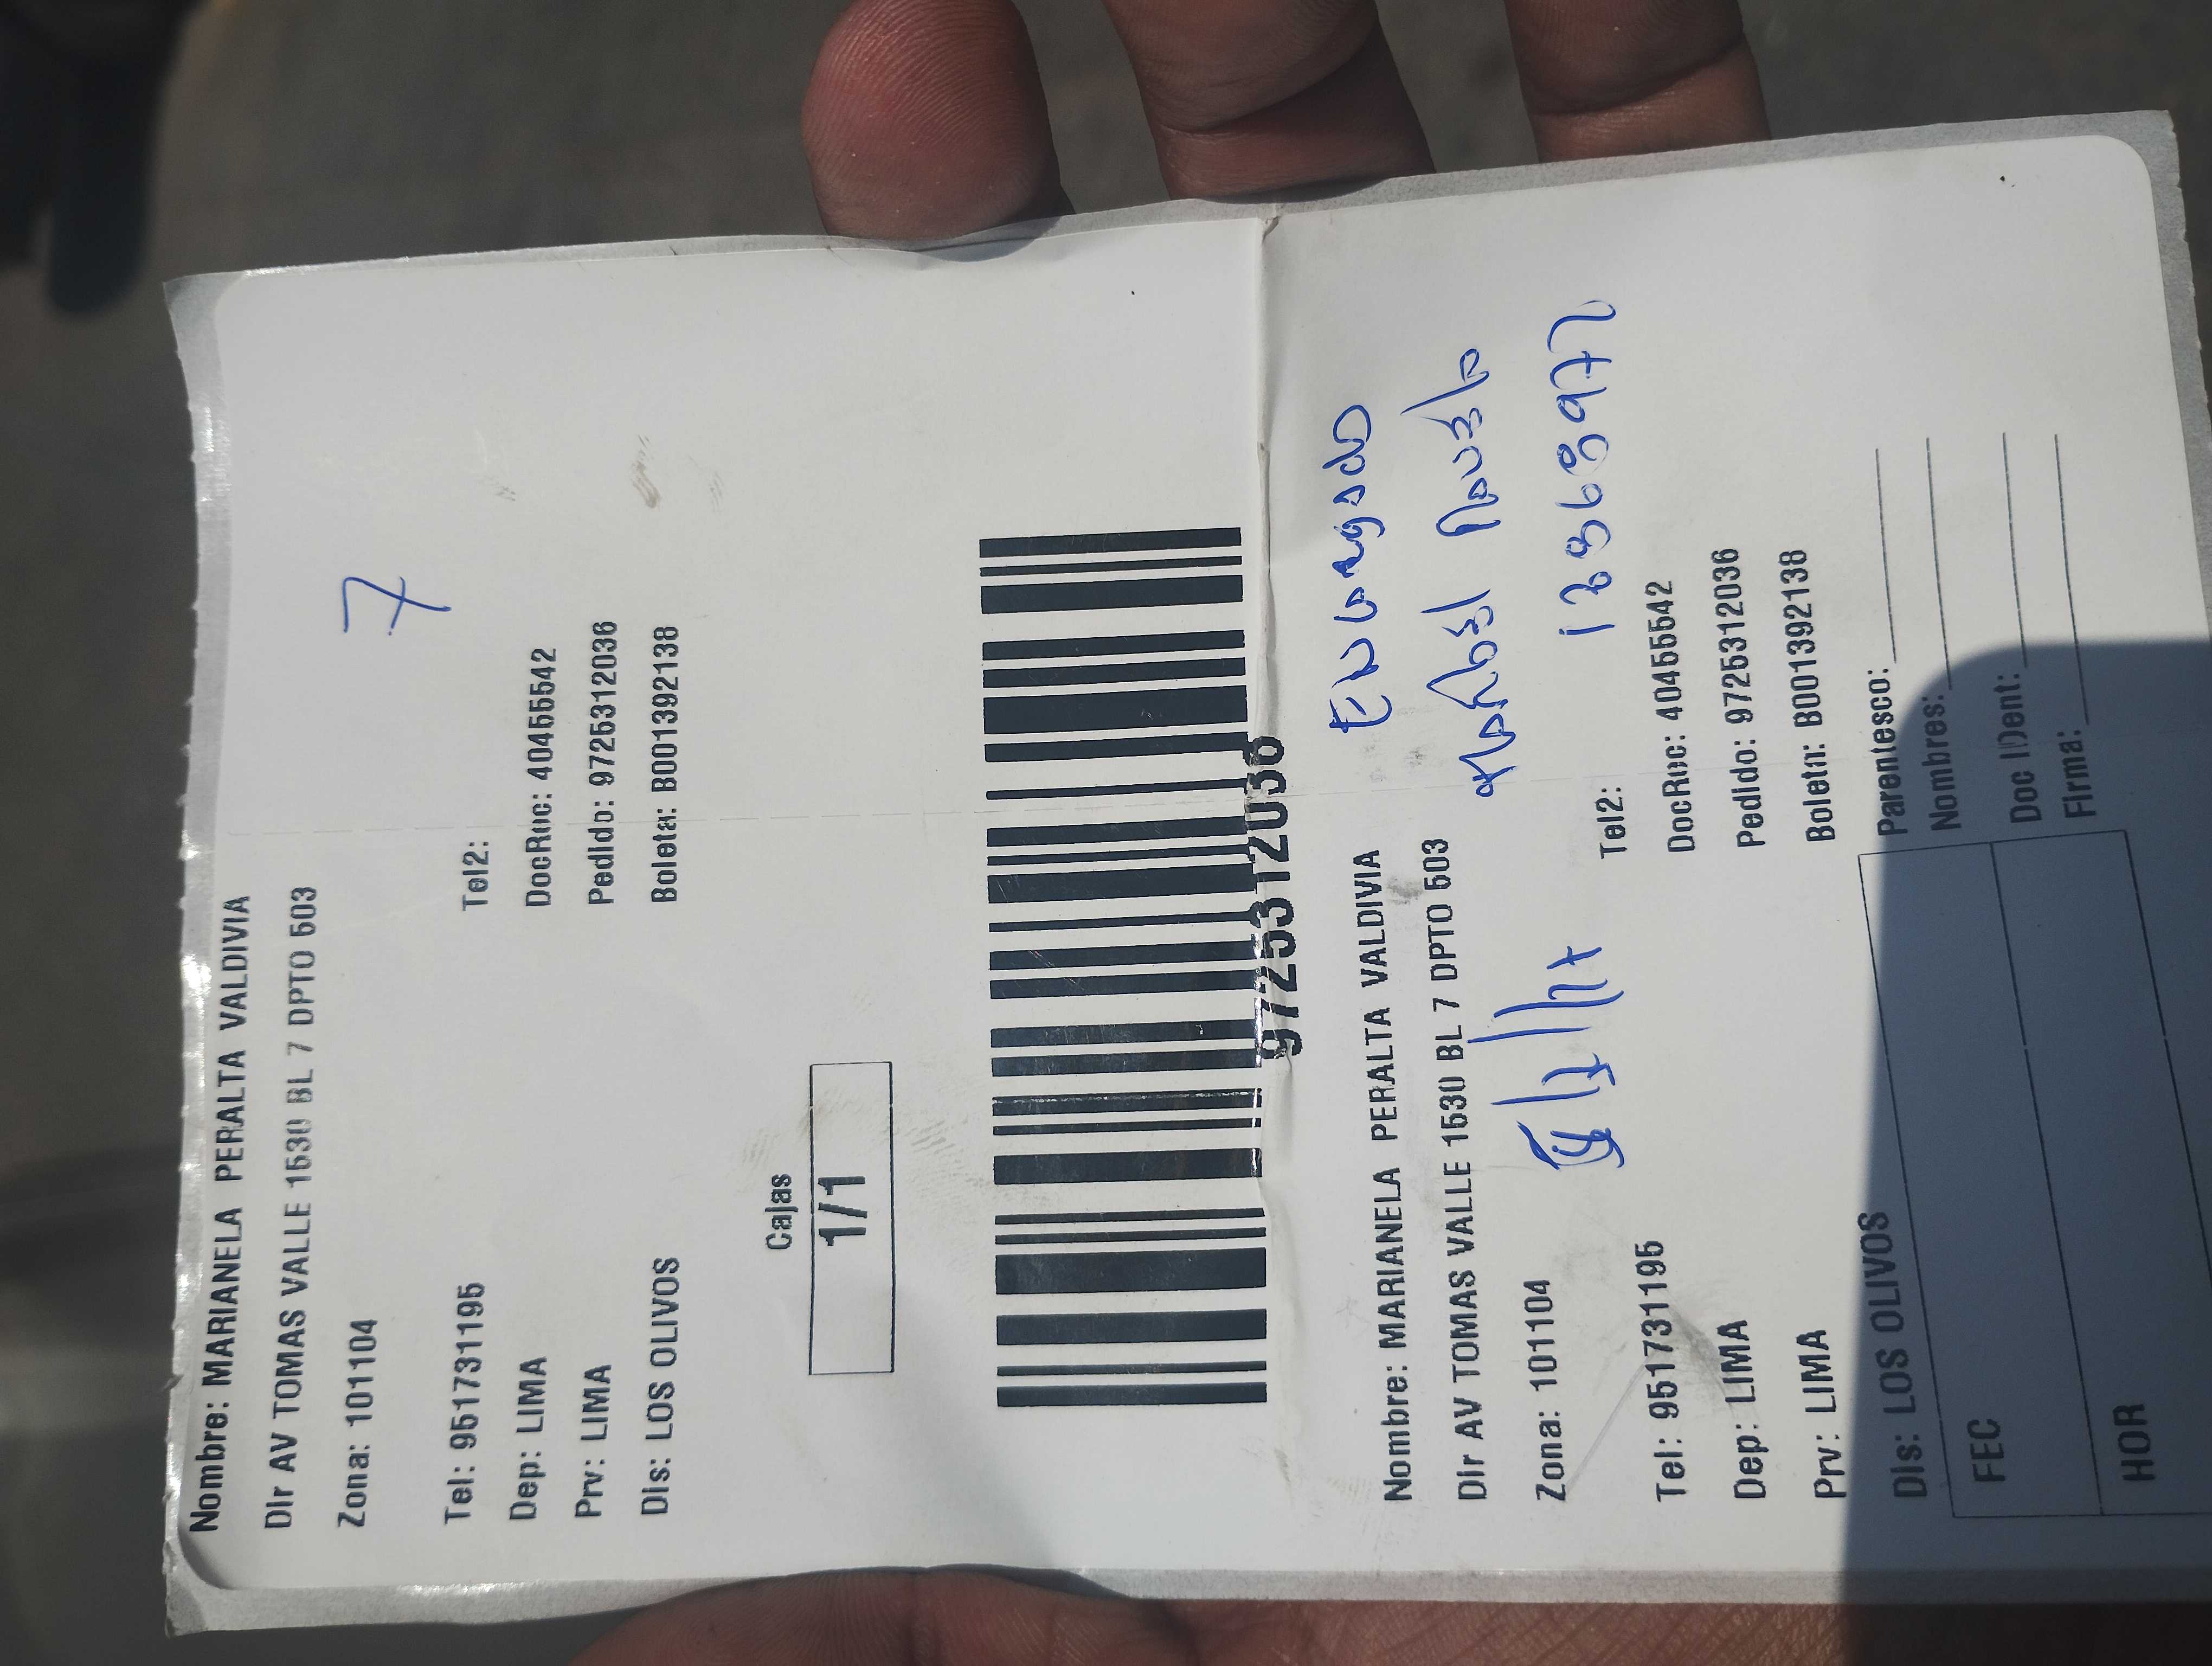 Nombre: MARIANELA PERALTA VALDIVIA
Dir AV TOMAS VALLE 1530 BL 7 DPTO 503
Zona: 101104
7
Tel: 951731195 Tel2:
Dep: LIMA DocRuc: 40455542
Prv: LIMA Pedido: 9725312036
Dis: LOS OLIVOS Boleta: B001392138
Cajas
1/1
9725312036
Nombre: MARIANELA PERALTA VALDIVIA
Dir AV TOMAS VALLE 1530 BL 7 DPTO 503
Zona: 101104
Encargado
Tel: 951731195 Tel2:
Dep: LIMA DocRuc: 40455542
Prv: LIMA Pedido: 9725312036
Dis: LOS OLIVOS Boleta: B001392138
FEC
HOR
Parentesco:
Nombres:
Doc IDent:
Firma: